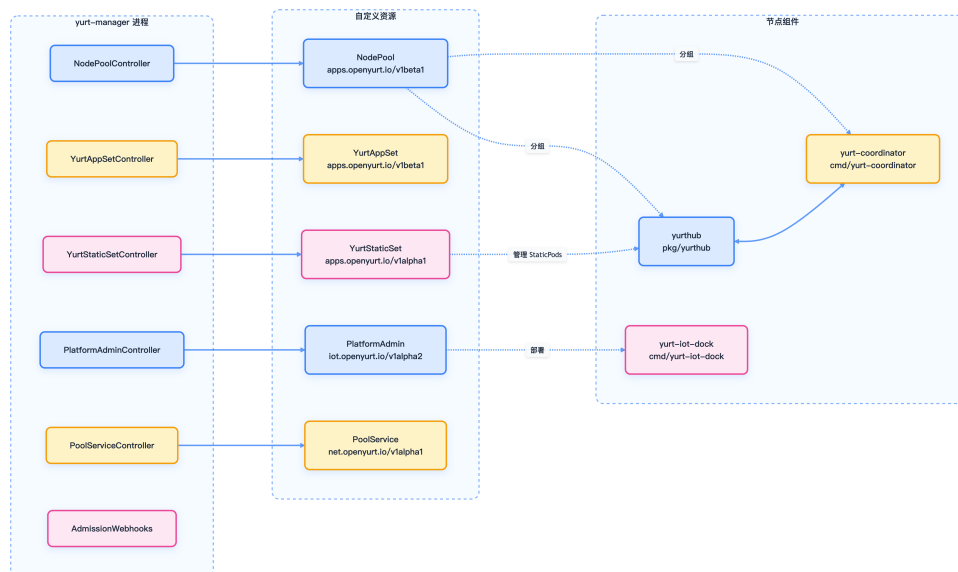 yurt-manager 进程
NodePoolController
YurtAppSetController
YurtStaticSetController
PlatformAdminController
PoolServiceController
AdmissionWebhooks
自定义资源
NodePool
apps.openyurt.io/v1beta1
YurtAppSet
apps.openyurt.io/v1beta1
YurtStaticSet
apps.openyurt.io/v1alpha1
PlatformAdmin
iot.openyurt.io/v1alpha2
PoolService
net.openyurt.io/v1alpha1
分组
分组
管理 StaticPods
部署
节点组件
yurt-coordinator
cmd/yurt-coordinator
yurthub
pkg/yurthub
yurt-iot-dock
cmd/yurt-iot-dock